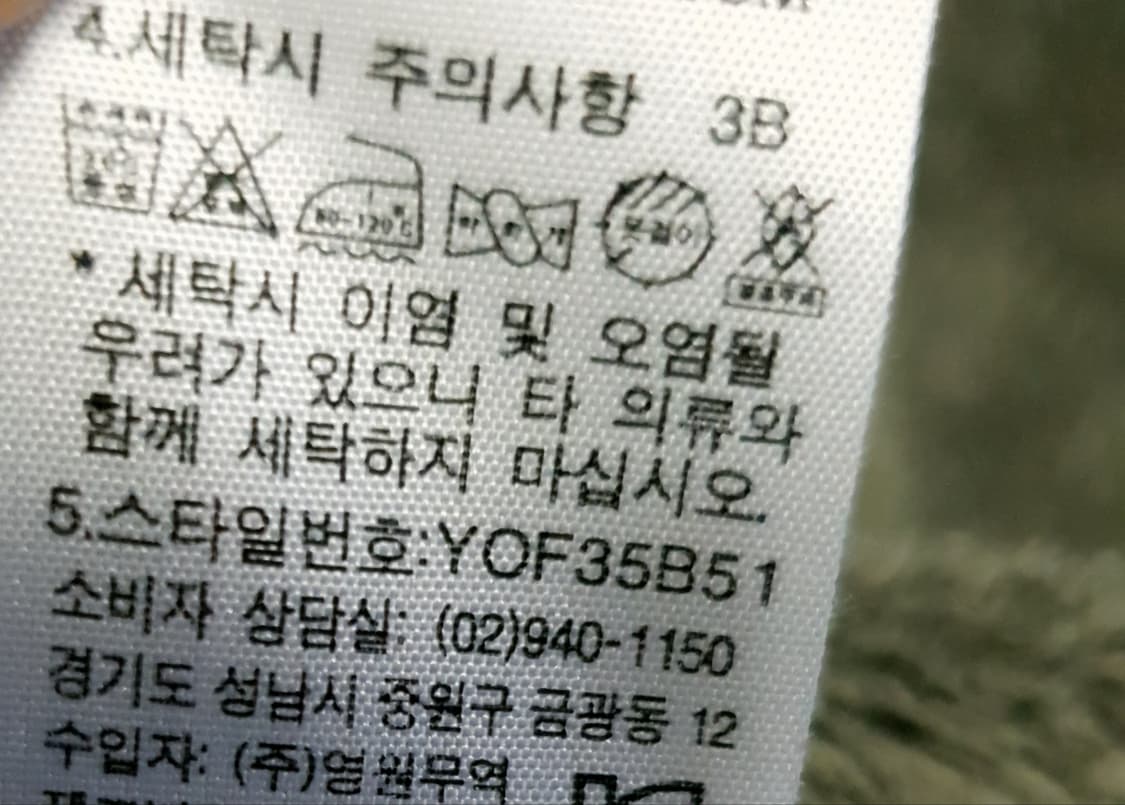 4.세탁시 주의사항 3B
80-120℃
* 세탁시 이염 및 오염될
우려가 있으니 타 의류와
함께 세탁하지 마십시오.
5.스타일번호:YOF35B51
소비자 상담실: (02)940-1150
경기도 성남시 중원구 금광동 12
수입자: (주)영원무역